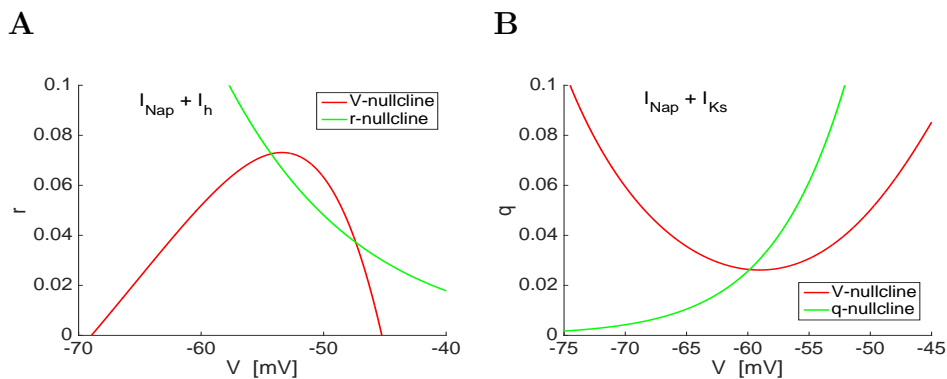 A
I_Nap + I_h
V-nullcline
r-nullcline
0.1
0.08
0.06
0.04
0.02
0
r
-70
-60
-50
-40
V [mV]
B
I_Nap + I_Ks
0.1
0.08
0.06
0.04
0.02
0
q
V-nullcline
q-nullcline
-75
-70
-65
-60
-55
-50
-45
V [mV]